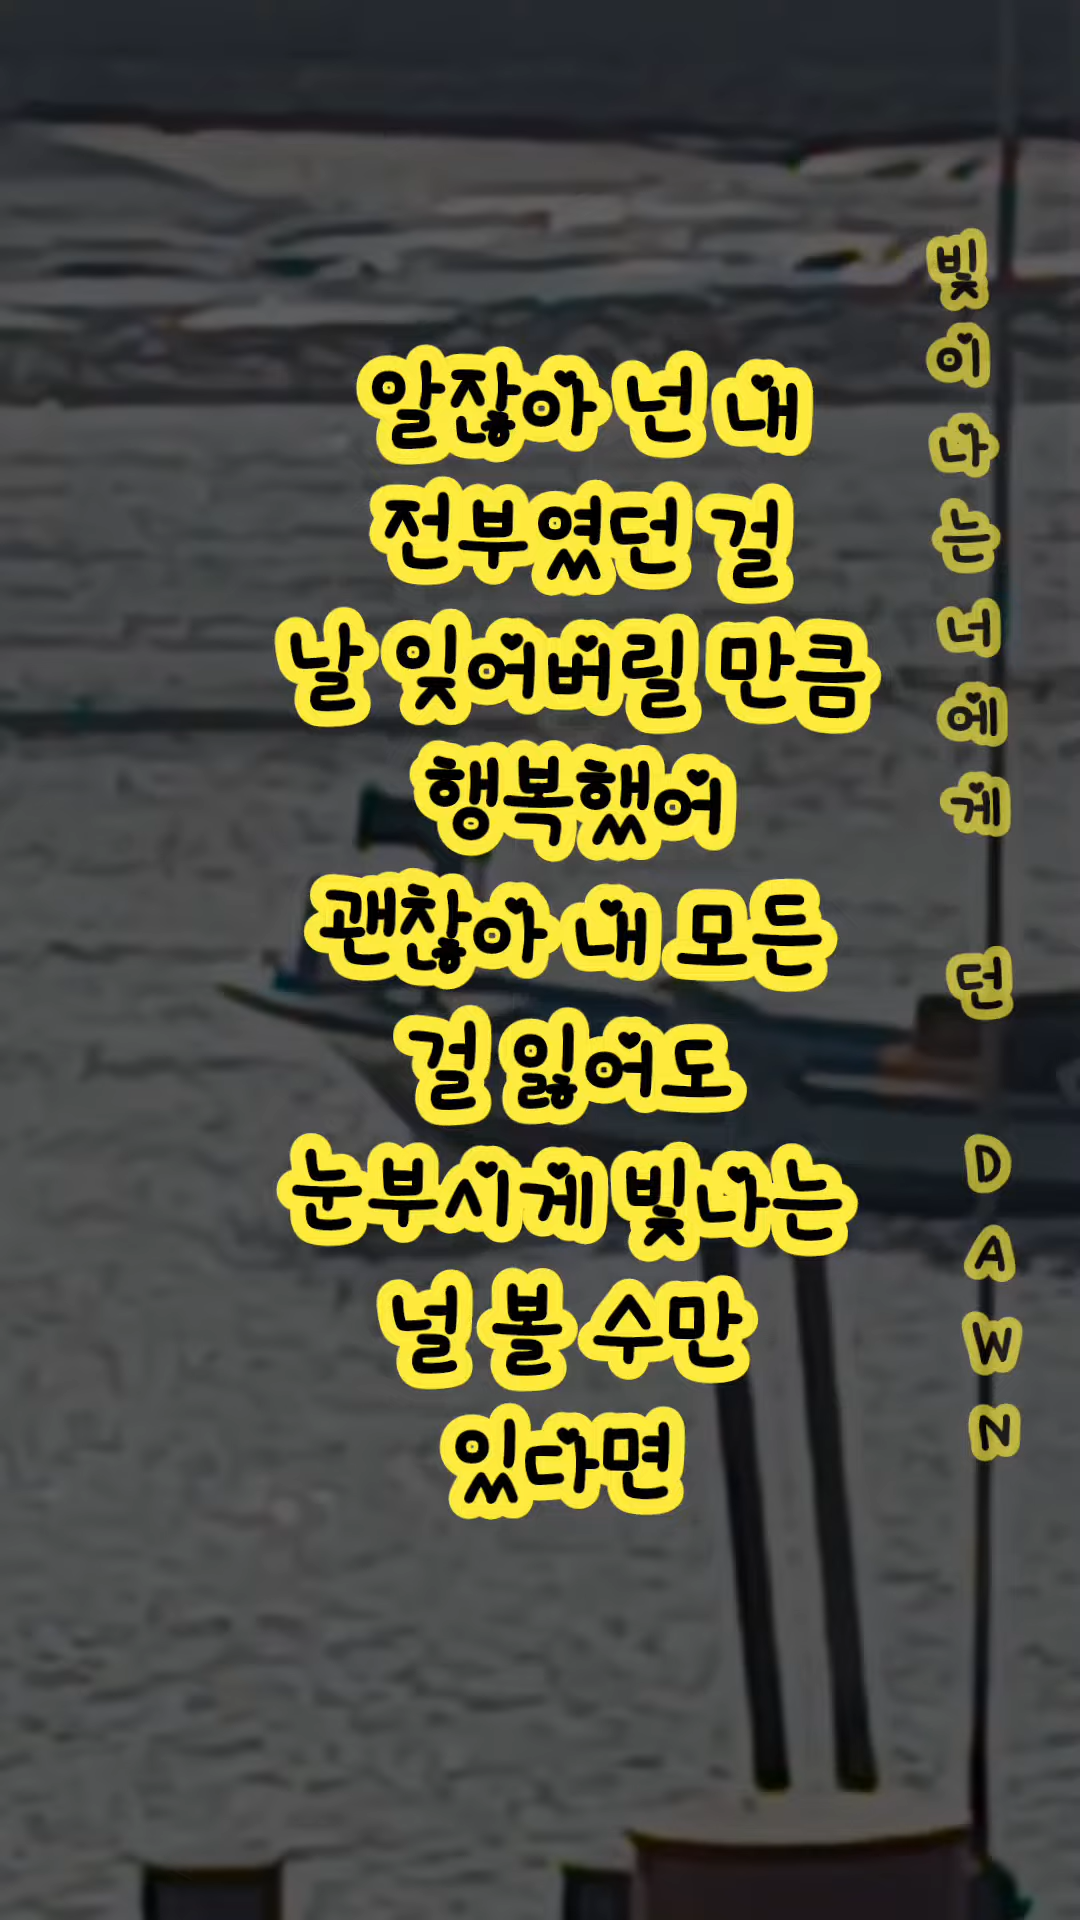 알잖아 넌 내
전부였던 걸
날 잊어버릴 만큼
행복했어
괜찮아 내 모든
걸 잃어도
눈부시게 빛나는
널 볼 수만
있다면
빛이나는너에게 던 DAWN